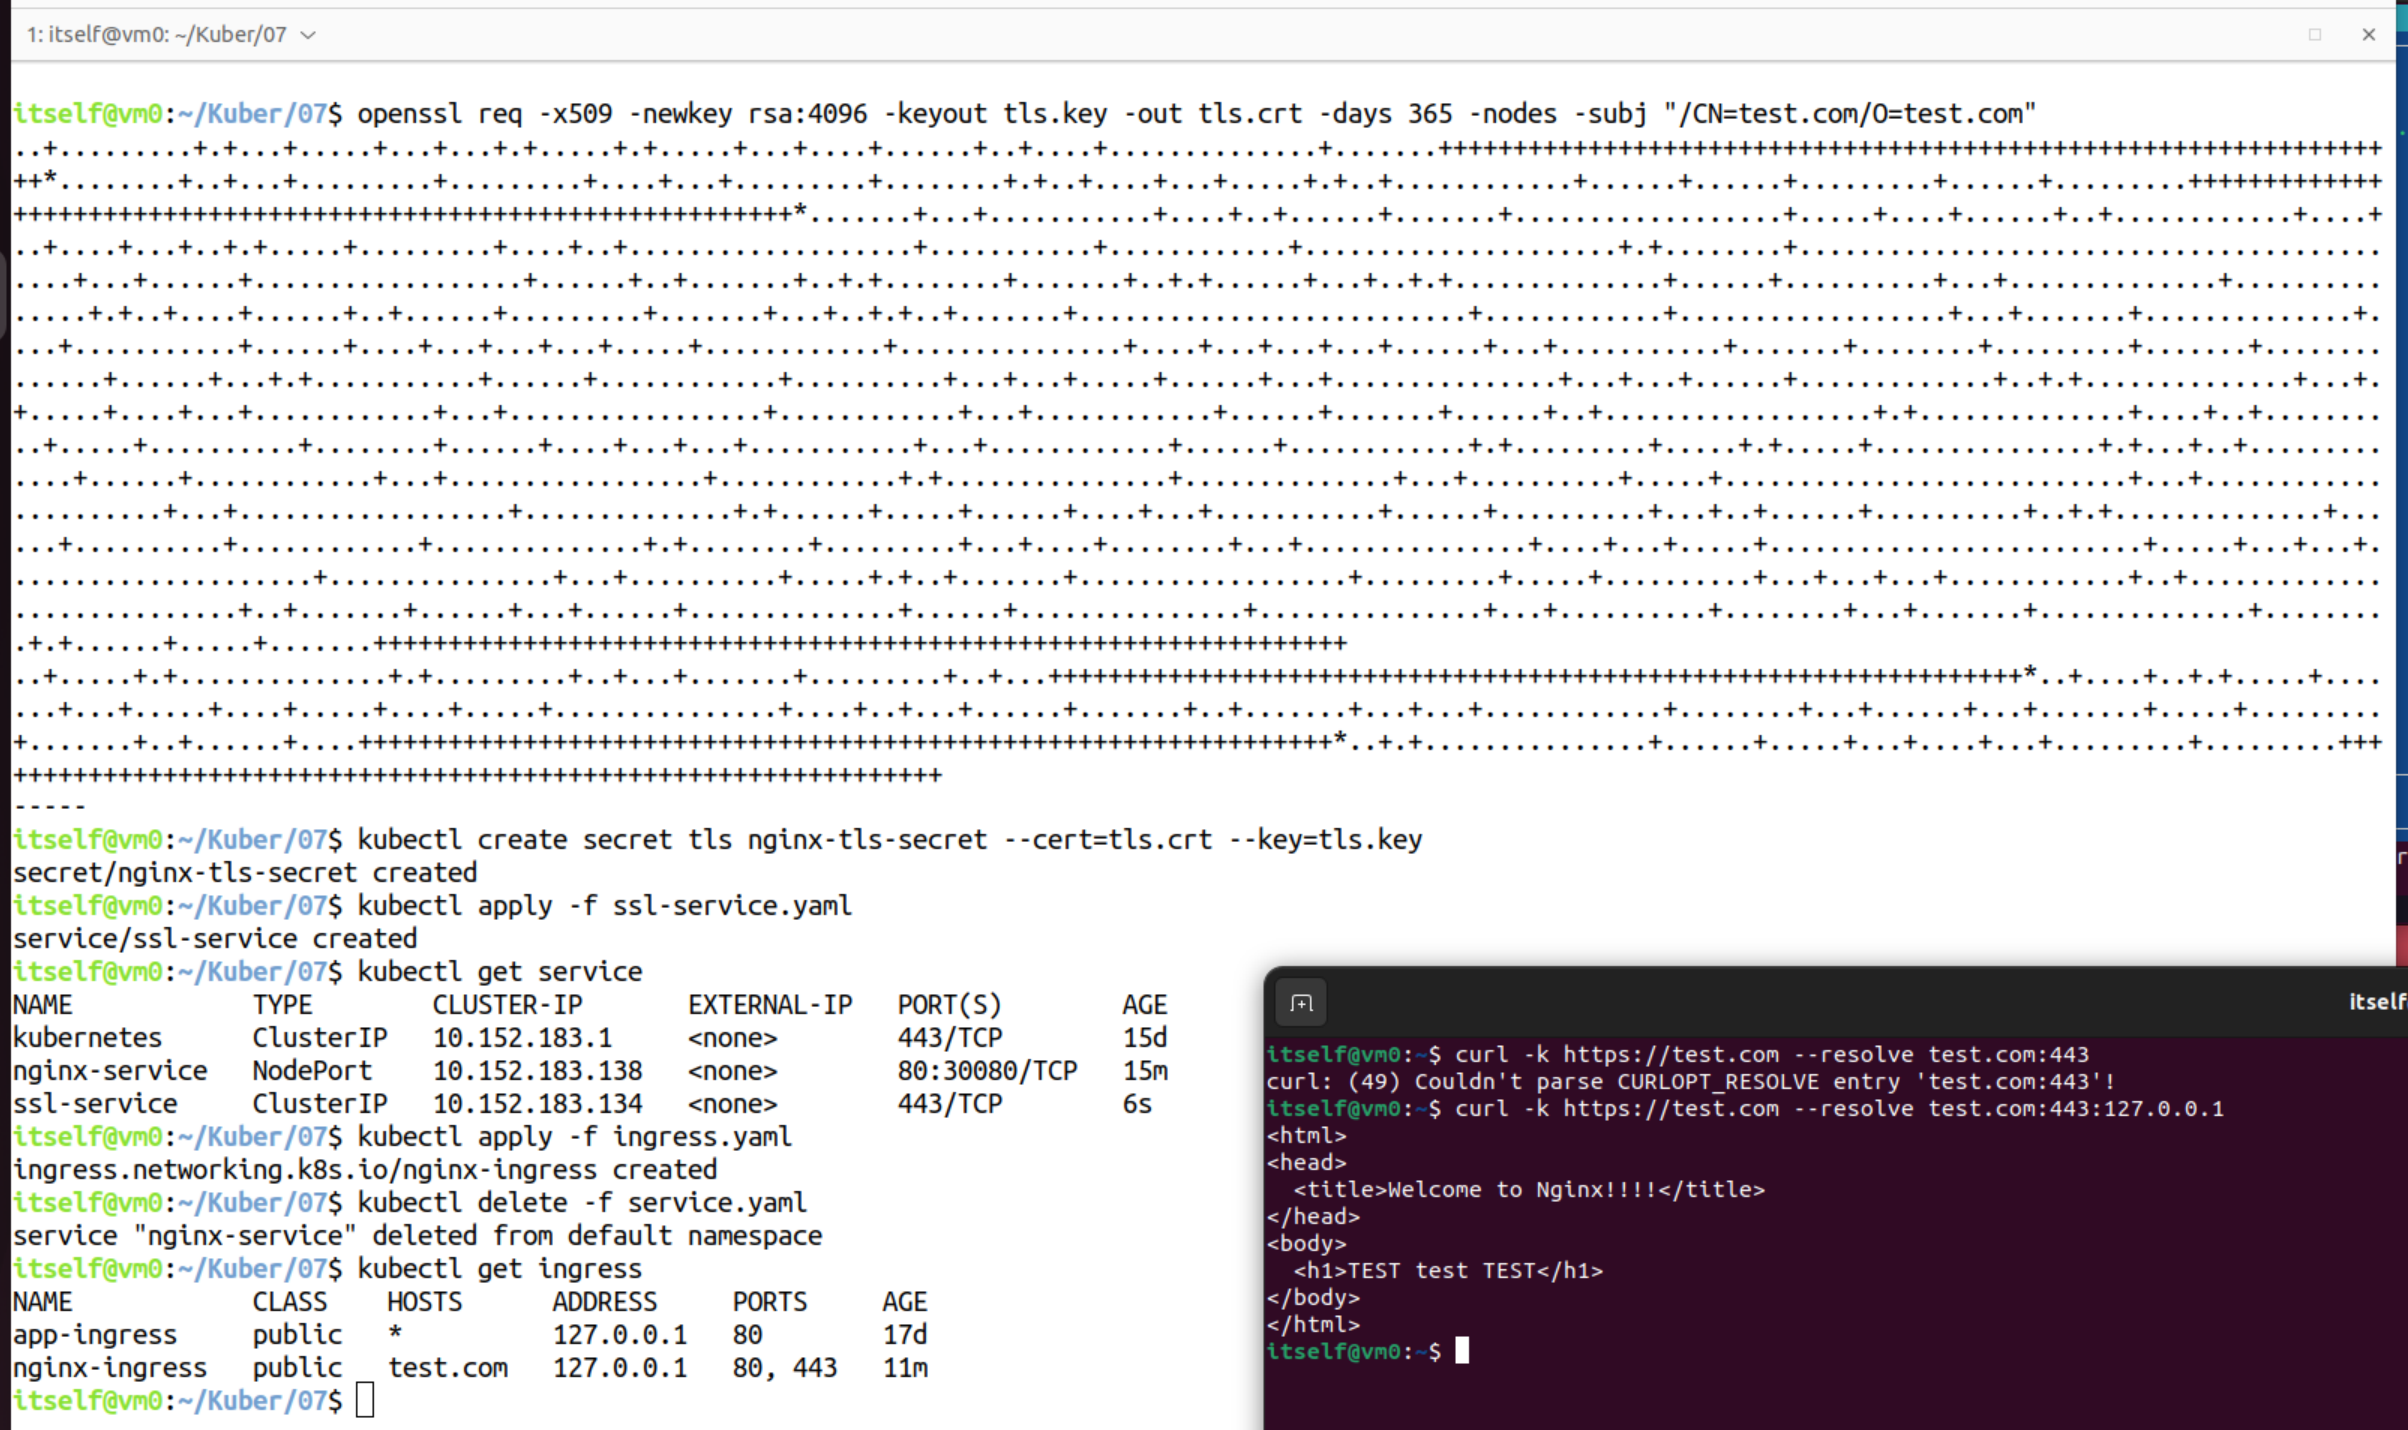 1: itself@vm0: ~/Kuber/07
itself@vm0:~/Kuber/07$ openssl req -x509 -newkey rsa:4096 -keyout tls.key -out tls.crt -days 365 -nodes -subj "/CN=test.com/O=test.com"
-----
itself@vm0:~/Kuber/07$ kubectl create secret tls nginx-tls-secret --cert=tls.crt --key=tls.key
secret/nginx-tls-secret created
itself@vm0:~/Kuber/07$ kubectl apply -f ssl-service.yaml
service/ssl-service created
itself@vm0:~/Kuber/07$ kubectl get service
NAME TYPE CLUSTER-IP EXTERNAL-IP PORT(S) AGE
kubernetes ClusterIP 10.152.183.1 <none> 443/TCP 15d
nginx-service NodePort 10.152.183.138 <none> 80:30080/TCP 15m
ssl-service ClusterIP 10.152.183.134 <none> 443/TCP 6s
itself@vm0:~/Kuber/07$ kubectl apply -f ingress.yaml
ingress.networking.k8s.io/nginx-ingress created
itself@vm0:~/Kuber/07$ kubectl delete -f service.yaml
service "nginx-service" deleted from default namespace
itself@vm0:~/Kuber/07$ kubectl get ingress
NAME CLASS HOSTS ADDRESS PORTS AGE
app-ingress public * 127.0.0.1 80 17d
nginx-ingress public test.com 127.0.0.1 80, 443 11m
itself@vm0:~/Kuber/07$
itself
itself@vm0:~$ curl -k https://test.com --resolve test.com:443
curl: (49) Couldn't parse CURLOPT_RESOLVE entry 'test.com:443'!
itself@vm0:~$ curl -k https://test.com --resolve test.com:443:127.0.0.1
<html>
<head>
  <title>Welcome to Nginx!!!!</title>
</head>
<body>
  <h1>TEST test TEST</h1>
</body>
</html>
itself@vm0:~$